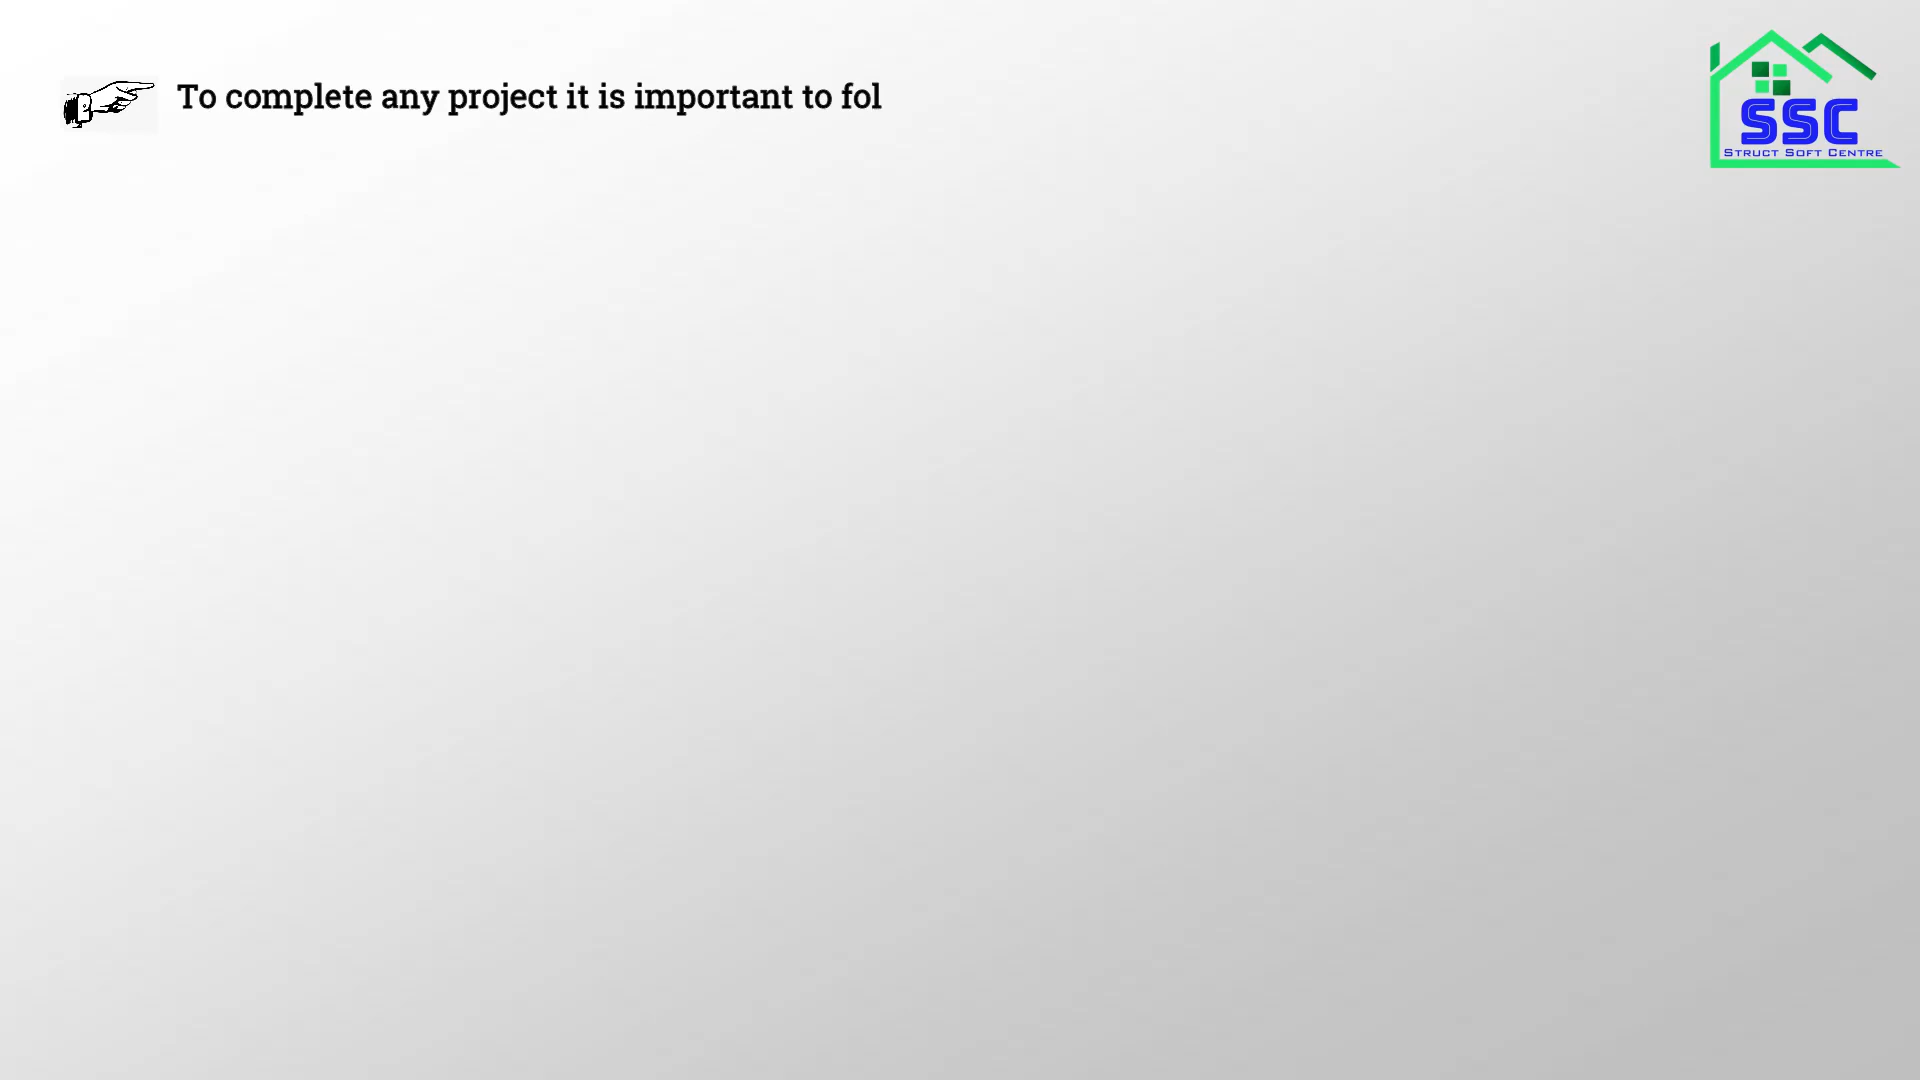 To complete any project it is important to fol
SSC
STRUCT SOFT CENTRE